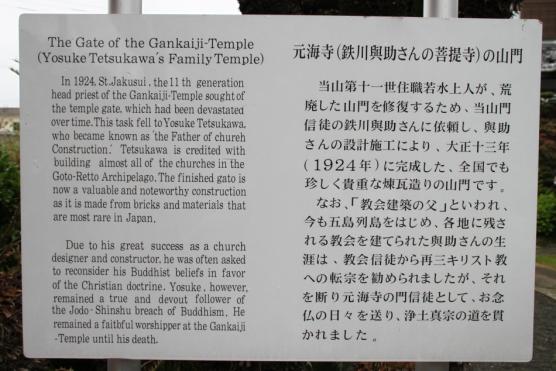 The Gate of the Gankaiji-Temple
(Yosuke Tetsukawa's Family Temple)
In 1924, St.Jakusui, the 11 th generation
head priest of the Gankaiji-Temple sought of
the temple gate, which had been devastated
over time.This task fell to Yosuke Tetsukawa,
who became known as 'the Father of church
Construction.' Tetsukawa is credited with
building almost all of the churches in the
Goto-Retto Archipelago. The finished gato is
now a valuable and noteworthy construction
as it is made from bricks and materials that
are most rare in Japan.
Due to his great success as a church
designer and constructor, he was often asked
to reconsider his Buddhist beliefs in favor
of the Christian doctrine. Yosuke, however,
remained a true and devout follower of
the Jodo-Shinshu breach of Buddhism. He
remained a faithful worshipper at the Gankaiji
-Temple until his death.
元海寺(鉄川與助さんの菩提寺)の山門
当山第十一世住職若水上人が、荒
廃した山門を修復するため、当山門
信徒の鉄川與助さんに依頼し、與助
さんの設計施工により、大正十三年
(1924年)に完成した、全国でも
珍しく貴重な煉瓦造りの山門です。
なお、「教会建築の父」といわれ、
今も五島列島をはじめ、各地に残さ
れる教会を建てられた與助さんの生
涯は、教会信徒から再三キリスト教
への転宗を勧められましたが、それ
を断り元海寺の門信徒として、お念
仏の日々を送り、浄土真宗の道を貫
かれました。